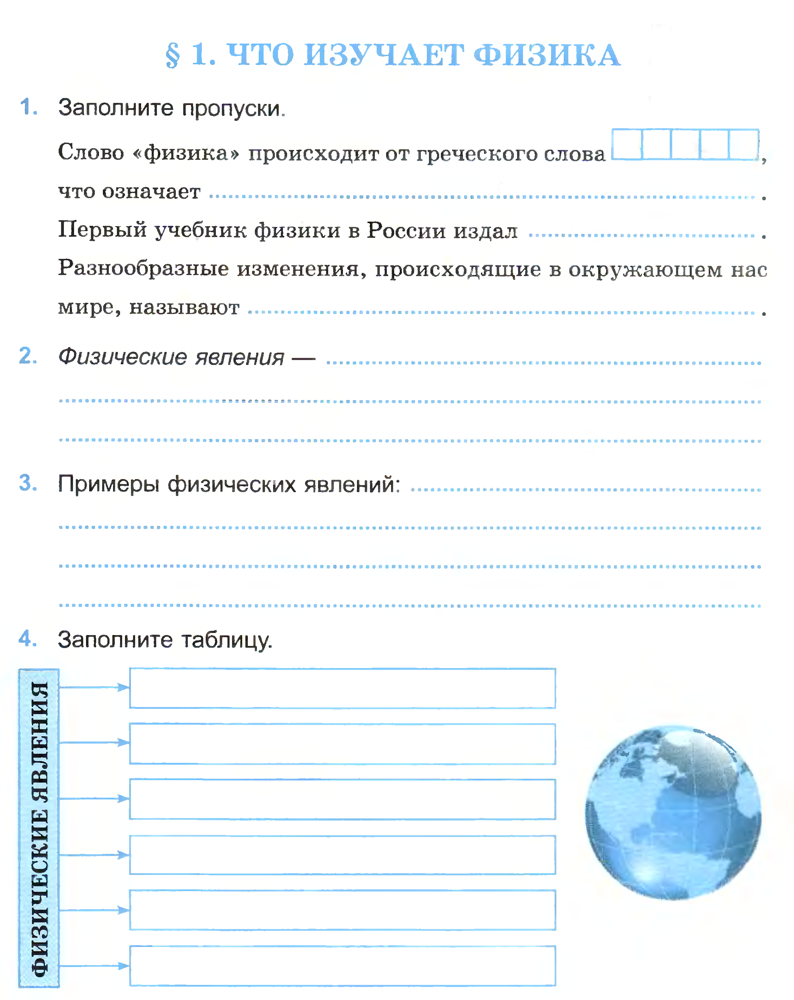 § 1. ЧТО ИЗУЧАЕТ ФИЗИКА
1. Заполните пропуски.
Слово «физика» происходит от греческого слова ,
что означает .
Первый учебник физики в России издал .
Разнообразные изменения, происходящие в окружающем нас
мире, называют .
2. Физические явления —
3. Примеры физических явлений:
4. Заполните таблицу.
ФИЗИЧЕСКИЕ ЯВЛЕНИЯ